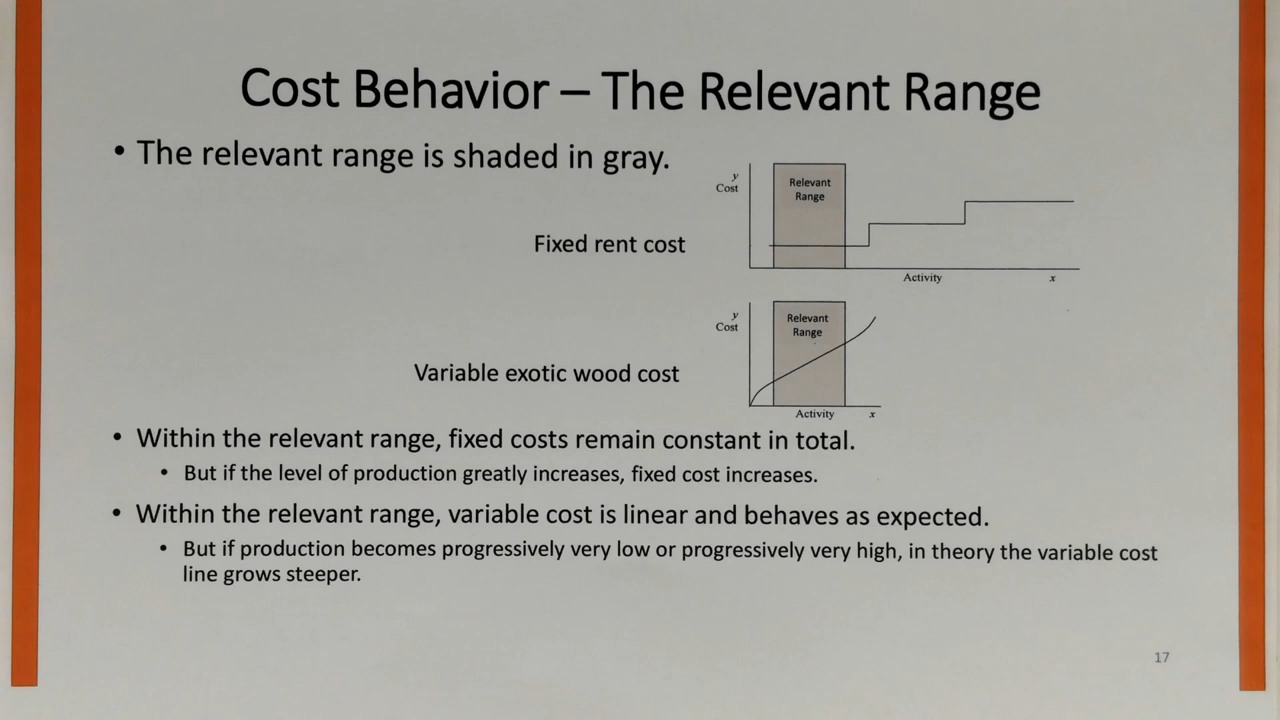 Cost Behavior – The Relevant Range
• The relevant range is shaded in gray.
y
Cost
Relevant
Range
Fixed rent cost
Activity
x
y
Cost
Relevant
Range
Variable exotic wood cost
Activity
x
• Within the relevant range, fixed costs remain constant in total.
• But if the level of production greatly increases, fixed cost increases.
• Within the relevant range, variable cost is linear and behaves as expected.
• But if production becomes progressively very low or progressively very high, in theory the variable cost
line grows steeper.
17